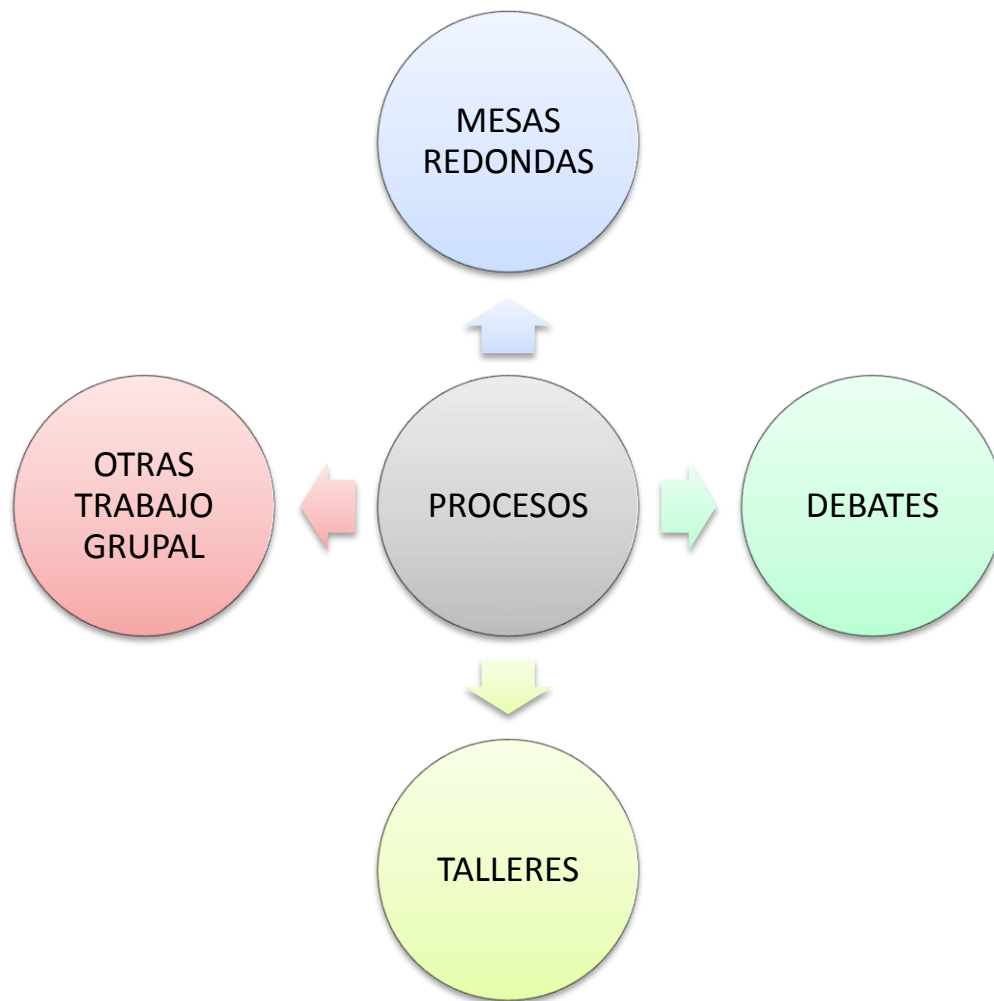 MESAS
REDONDAS
OTRAS
TRABAJO
GRUPAL
PROCESOS
DEBATES
TALLERES